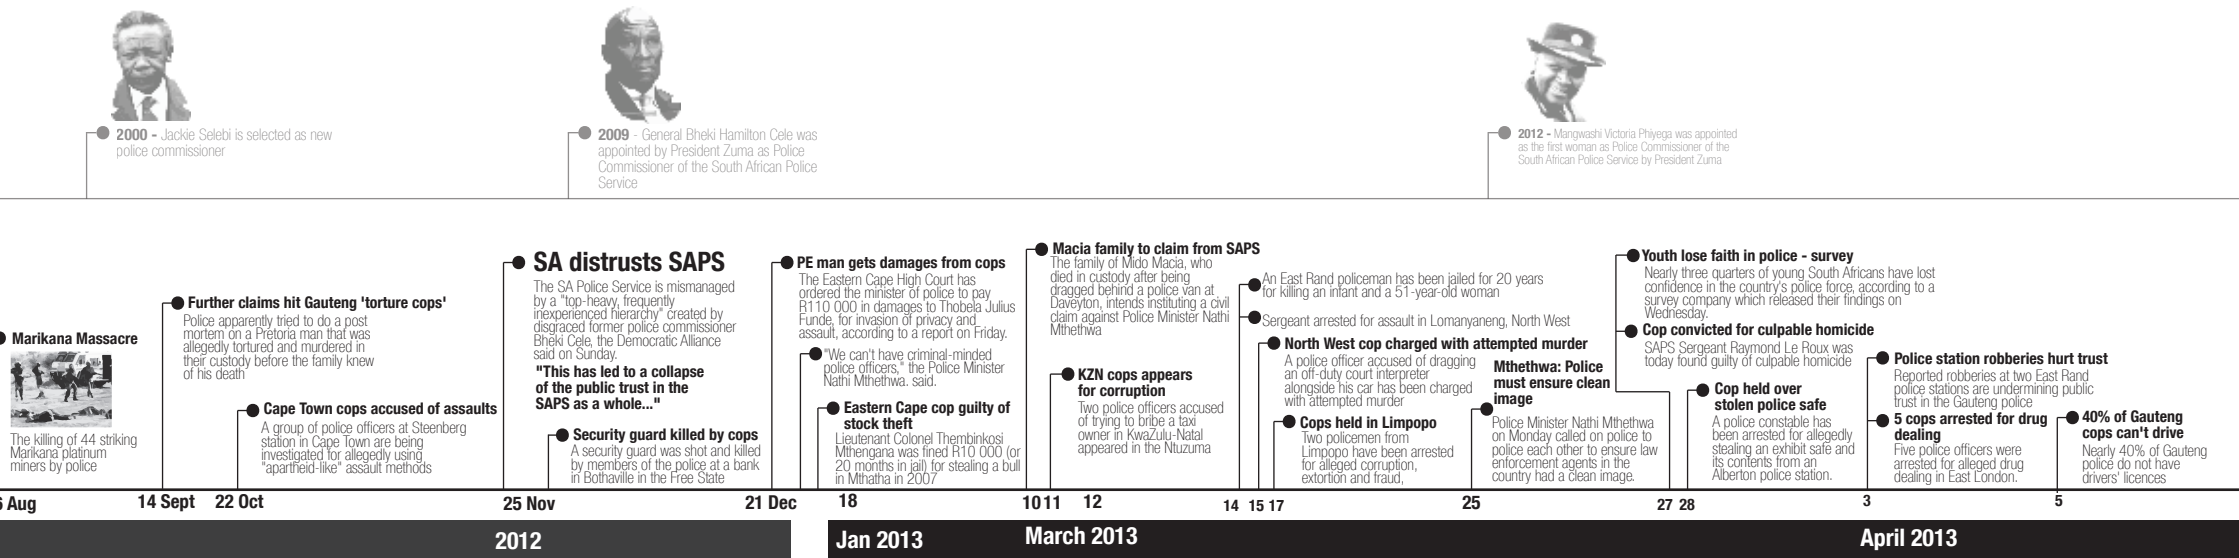 2000 - Jackie Selebi is selected as new
police commissioner
2009 - General Bheki Hamilton Cele was
appointed by President Zuma as Police
Commissioner of the South African Police
Service
2012 - Mangwashi Victoria Phiyega was appointed
as the first woman as Police Commissioner of the
South African Police Service by President Zuma
Marikana Massacre
The killing of 44 striking
Marikana platinum
miners by police
Further claims hit Gauteng 'torture cops'
Police apparently tried to do a post
mortem on a Pretoria man that was
allegedly tortured and murdered in
their custody before the family knew
of his death
Cape Town cops accused of assaults
A group of police officers at Steenberg
station in Cape Town are being
investigated for allegedly using
"apartheid-like" assault methods
SA distrusts SAPS
The SA Police Service is mismanaged
by a "top-heavy, frequently
inexperienced hierarchy" created by
disgraced former police commissioner
Bheki Cele, the Democratic Alliance
said on Sunday.
"This has led to a collapse
of the public trust in the
SAPS as a whole..."
Security guard killed by cops
A security guard was shot and killed
by members of the police at a bank
in Bothaville in the Free State
PE man gets damages from cops
The Eastern Cape High Court has
ordered the minister of police to pay
R110 000 in damages to Thobela Julius
Funde, for invasion of privacy and
assault, according to a report on Friday.
"We can't have criminal-minded
police officers," the Police Minister
Nathi Mthethwa. said.
Eastern Cape cop guilty of
stock theft
Lieutenant Colonel Thembinkosi
Mthengana was fined R10 000 (or
20 months in jail) for stealing a bull
in Mthatha in 2007
Macia family to claim from SAPS
The family of Mido Macia, who
died in custody after being
dragged behind a police van at
Daveyton, intends instituting a civil
claim against Police Minister Nathi
Mthethwa
KZN cops appears
for corruption
Two police officers accused
of trying to bribe a taxi
owner in KwaZulu-Natal
appeared in the Ntuzuma
An East Rand policeman has been jailed for 20 years
for killing an infant and a 51-year-old woman
Sergeant arrested for assault in Lomanyaneng, North West
North West cop charged with attempted murder
A police officer accused of dragging
an off-duty court interpreter
alongside his car has been charged
with attempted murder
Cops held in Limpopo
Two policemen from
Limpopo have been arrested
for alleged corruption,
extortion and fraud,
Mthethwa: Police
must ensure clean
image
Police Minister Nathi Mthethwa
on Monday called on police to
police each other to ensure law
enforcement agents in the
country had a clean image.
Youth lose faith in police - survey
Nearly three quarters of young South Africans have lost
confidence in the country's police force, according to a
survey company which released their findings on
Wednesday.
Cop convicted for culpable homicide
SAPS Sergeant Raymond Le Roux was
today found guilty of culpable homicide
Cop held over
stolen police safe
A police constable has
been arrested for allegedly
stealing an exhibit safe and
its contents from an
Alberton police station.
Police station robberies hurt trust
Reported robberies at two East Rand
police stations are undermining public
trust in the Gauteng police
5 cops arrested for drug
dealing
Five police officers were
arrested for alleged drug
dealing in East London.
40% of Gauteng
cops can't drive
Nearly 40% of Gauteng
police do not have
drivers' licences
6 Aug 14 Sept 22 Oct 25 Nov 21 Dec 18 10 11 12 14 15 17 25 27 28 3 5
2012 Jan 2013 March 2013 April 2013